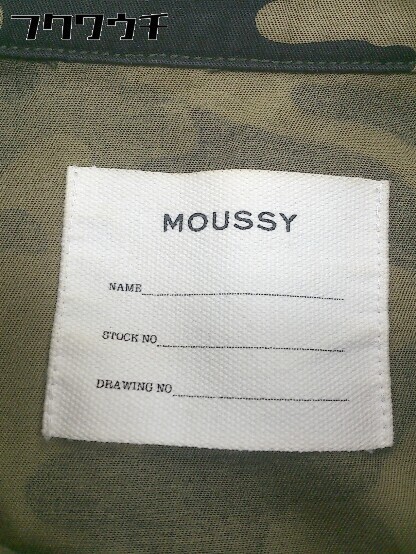 フクワウチ
MOUSSY
NAME
STOCK NO
DRAWING NO